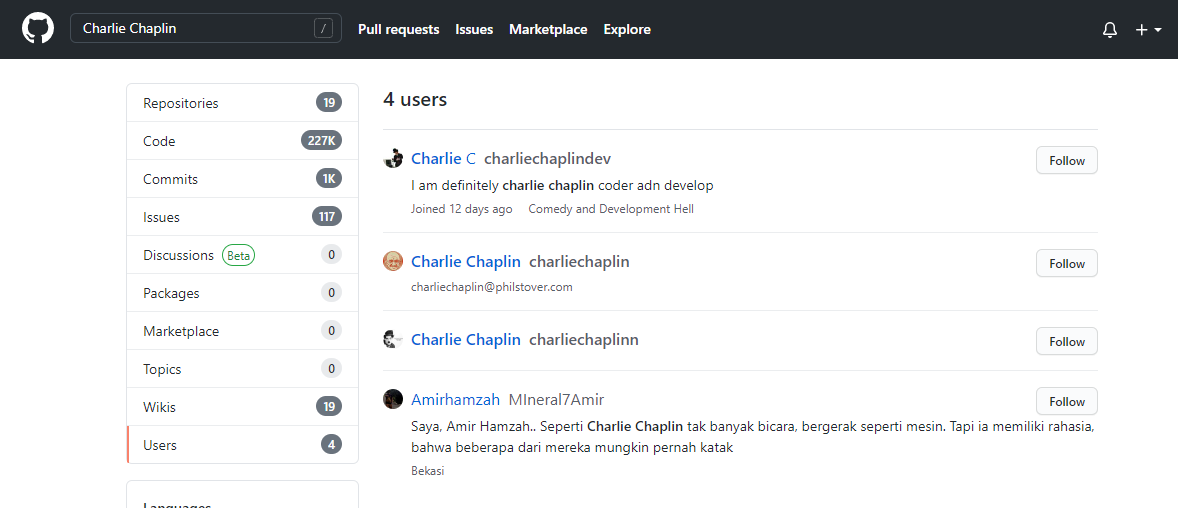 Charlie Chaplin / Pull requests Issues Marketplace Explore
Repositories 19
Code 227K
Commits 1K
Issues 117
Discussions Beta 0
Packages 0
Marketplace 0
Topics 0
Wikis 19
Users 4
Languages
4 users
Charlie C charliechaplindev Follow
I am definitely charlie chaplin coder adn develop
Joined 12 days ago Comedy and Development Hell
Charlie Chaplin charliechaplin Follow
charliechaplin@philstover.com
Charlie Chaplin charliechaplinn Follow
Amirhamzah MIneral7Amir Follow
Saya, Amir Hamzah.. Seperti Charlie Chaplin tak banyak bicara, bergerak seperti mesin. Tapi ia memiliki rahasia,
bahwa beberapa dari mereka mungkin pernah katak
Bekasi